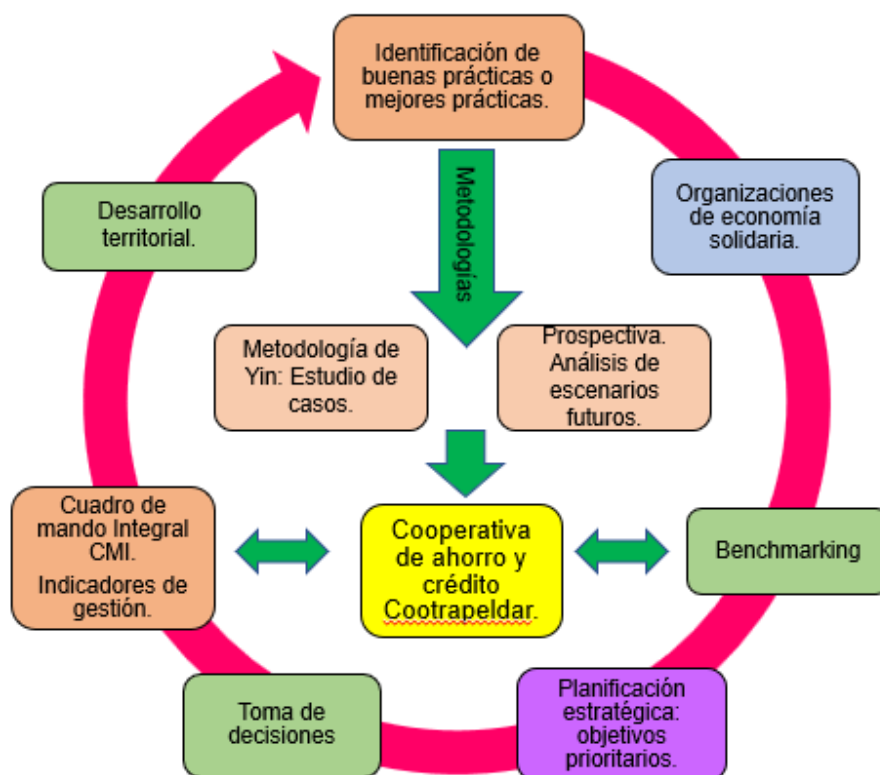 Identificación de
buenas prácticas o
mejores prácticas.
Metodologías
Organizaciones
de economía
solidaria.
Desarrollo
territorial.
Metodología de
Yin: Estudio de
casos.
Prospectiva.
Análisis de
escenarios
futuros.
Cuadro de
mando Integral
CMI.
Indicadores de
gestión.
Cooperativa
de ahorro y
crédito
Cootrapeldar.
Benchmarking
Toma de
decisiones
Planificación
estratégica:
objetivos
prioritarios.